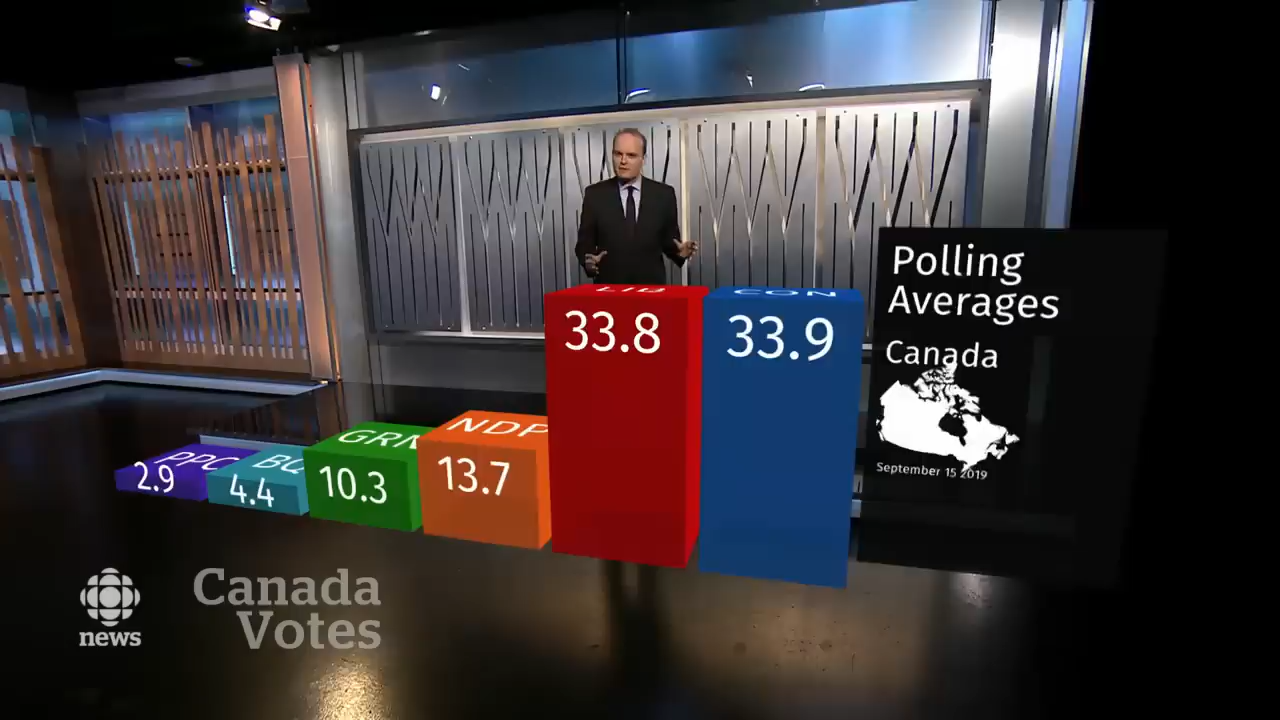 Polling
Averages
Canada
September 15 2019
PPC
2.9
BQ
4.4
GRN
10.3
NDP
13.7
LIB
33.8
CON
33.9
news
Canada
Votes